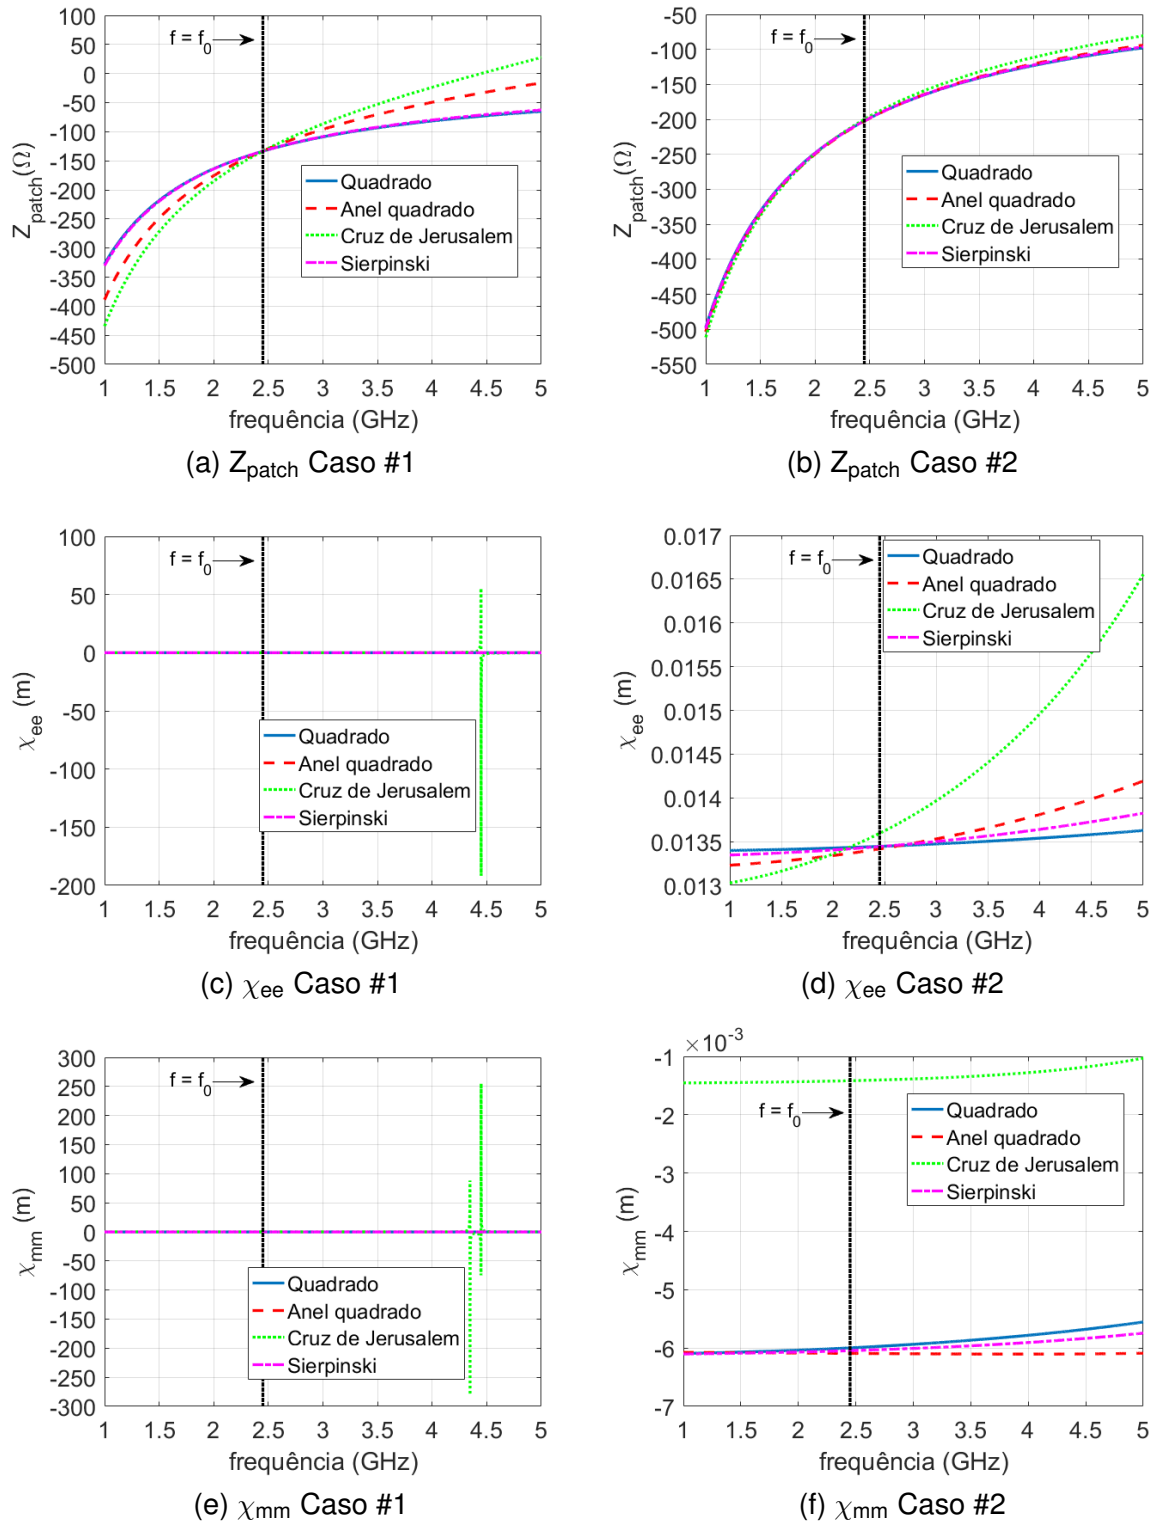 100
50
0
-50
-100
-150
-200
-250
-300
-350
-400
-450
-500
Z_patch(Ω)
f = f_0
Quadrado
Anel quadrado
Cruz de Jerusalem
Sierpinski
1 1.5 2 2.5 3 3.5 4 4.5 5
frequência (GHz)
(a) Z_patch Caso #1
-50
-100
-150
-200
-250
-300
-350
-400
-450
-500
-550
Z_patch(Ω)
f = f_0
Quadrado
Anel quadrado
Cruz de Jerusalem
Sierpinski
1 1.5 2 2.5 3 3.5 4 4.5 5
frequência (GHz)
(b) Z_patch Caso #2
100
50
0
-50
-100
-150
-200
χ_ee (m)
f = f_0
Quadrado
Anel quadrado
Cruz de Jerusalem
Sierpinski
1 1.5 2 2.5 3 3.5 4 4.5 5
frequência (GHz)
(c) χ_ee Caso #1
0.017
0.0165
0.016
0.0155
0.015
0.0145
0.014
0.0135
0.013
χ_ee (m)
f = f_0
Quadrado
Anel quadrado
Cruz de Jerusalem
Sierpinski
1 1.5 2 2.5 3 3.5 4 4.5 5
frequência (GHz)
(d) χ_ee Caso #2
300
250
200
150
100
50
0
-50
-100
-150
-200
-250
-300
χ_mm (m)
f = f_0
Quadrado
Anel quadrado
Cruz de Jerusalem
Sierpinski
1 1.5 2 2.5 3 3.5 4 4.5 5
frequência (GHz)
(e) χ_mm Caso #1
×10^-3
-1
-2
-3
-4
-5
-6
-7
χ_mm (m)
f = f_0
Quadrado
Anel quadrado
Cruz de Jerusalem
Sierpinski
1 1.5 2 2.5 3 3.5 4 4.5 5
frequência (GHz)
(f) χ_mm Caso #2